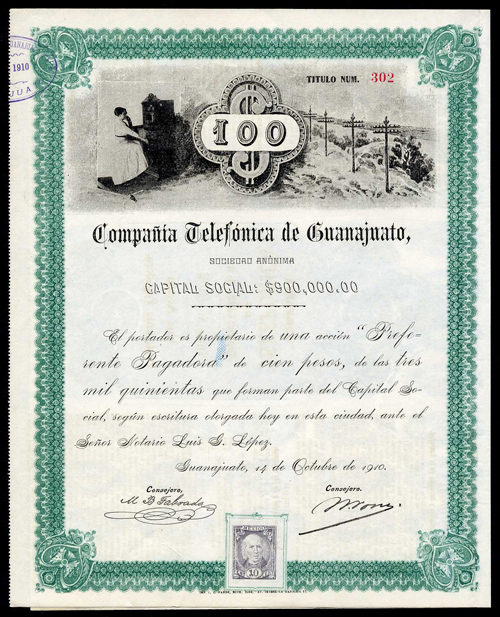 1910
TITULO NUM. 302
100
Compañia Telefónica de Guanajuato,
SOCIEDAD ANÓNIMA
CAPITAL SOCIAL: $900,000.00
El portador es propietario de una acción "Prefe-
rente Pagadora" de cien pesos, de las tres
mil quinientas que forman parte del Capital So-
cial, según escritura otorgada hoy en esta ciudad, ante el
Señor Notario Luis G. López.
Guanajuato, 14 de Octubre de 1910.
Consejero, Consejero.
MEXICO
10